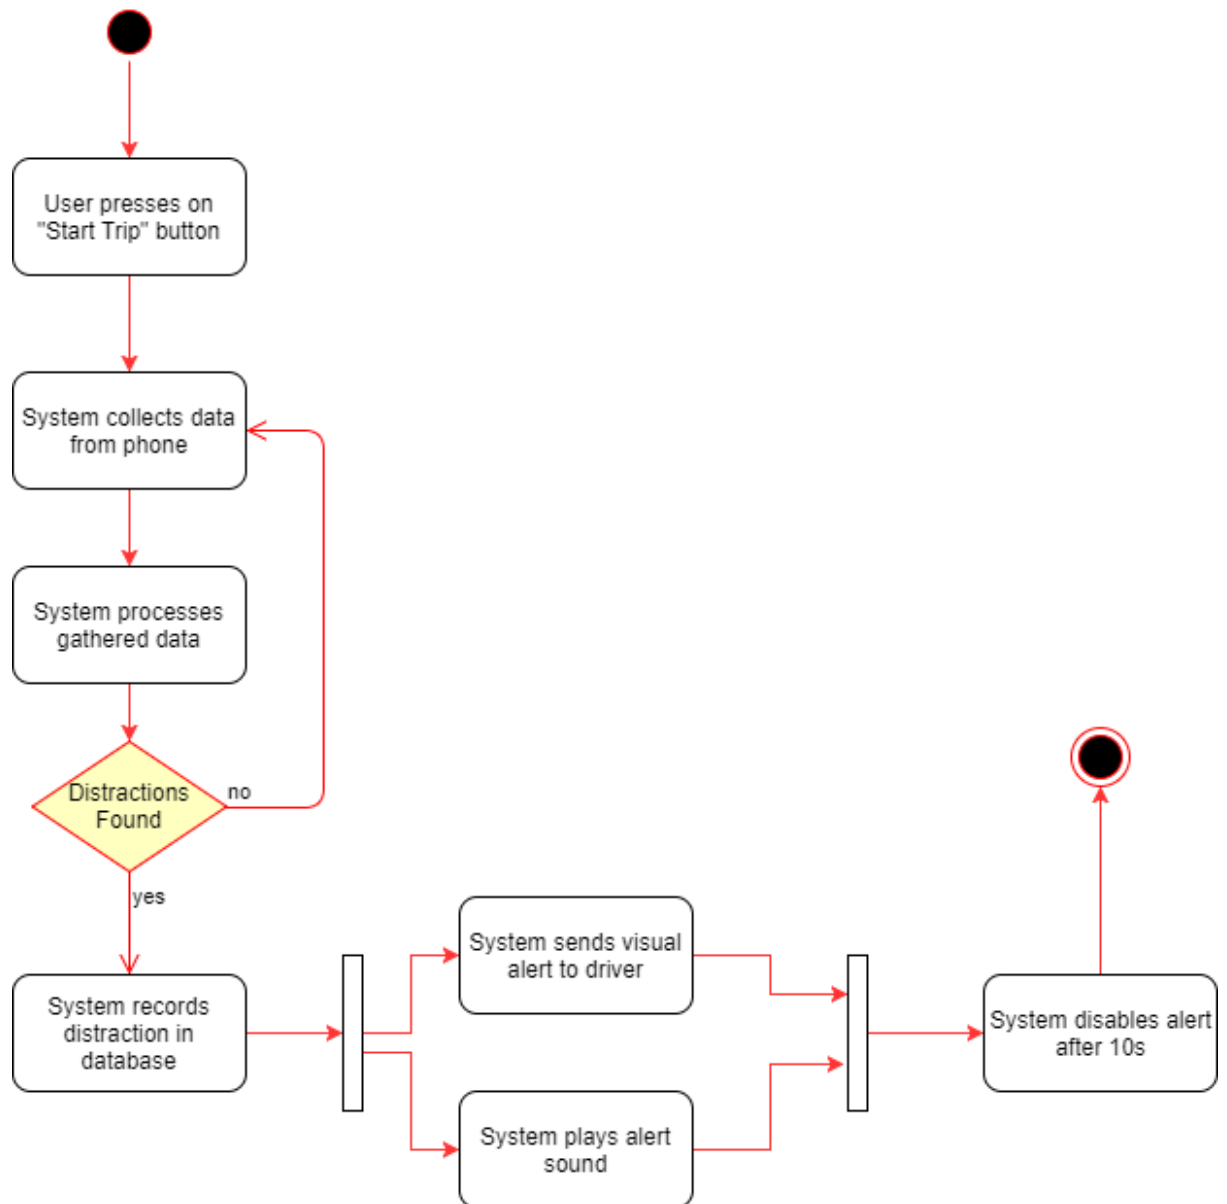 User presses on
"Start Trip" button
System collects data
from phone
System processes
gathered data
Distractions
Found
no
yes
System records
distraction in
database
System sends visual
alert to driver
System plays alert
sound
System disables alert
after 10s